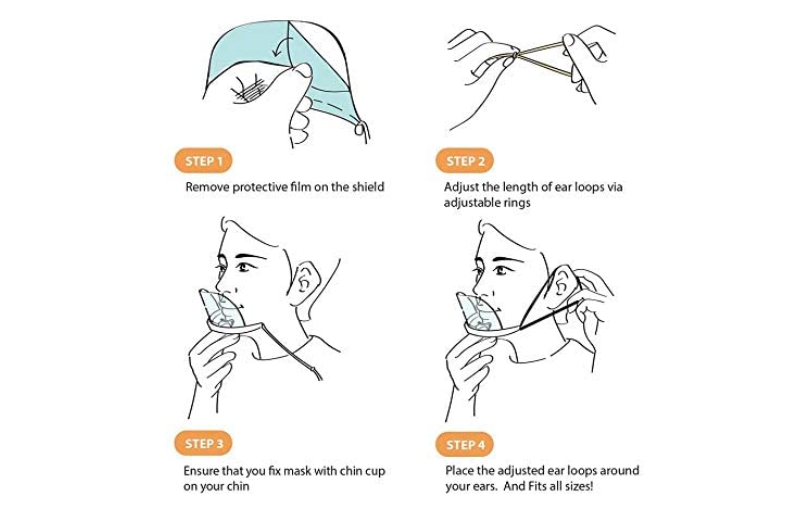 STEP 1
Remove protective film on the shield
STEP 2
Adjust the length of ear loops via
adjustable rings
STEP 3
Ensure that you fix mask with chin cup
on your chin
STEP 4
Place the adjusted ear loops around
your ears. And Fits all sizes!